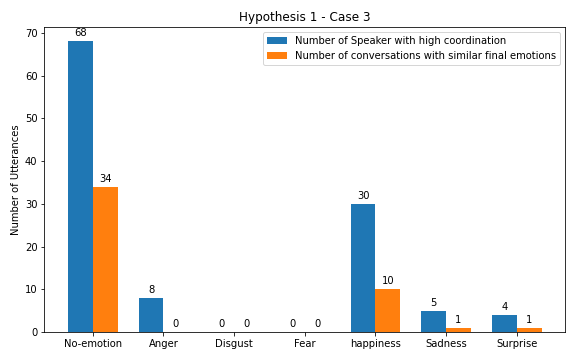 Hypothesis 1 - Case 3
Number of Speaker with high coordination
Number of conversations with similar final emotions
Number of Utterances
70
60
50
40
30
20
10
0
68
34
8
0
0
0
0
0
30
10
5
1
4
1
No-emotion
Anger
Disgust
Fear
happiness
Sadness
Surprise